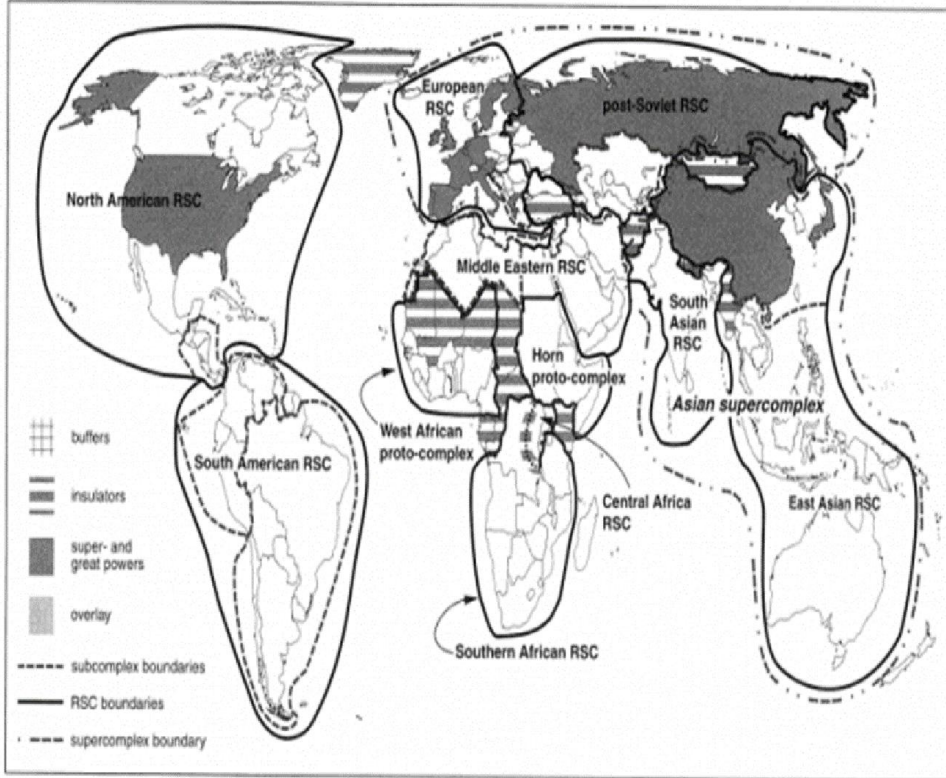 European
RSC
post-Soviet RSC
North American RSC
Middle Eastern RSC
South
Asian
RSC
Horn
proto-complex
Asian supercomplex
West African
proto-complex
South American RSC
Central Africa
RSC
East Asian RSC
Southern African RSC
buffers
insulators
super- and
great powers
overlay
subcomplex boundaries
RSC boundaries
supercomplex boundary